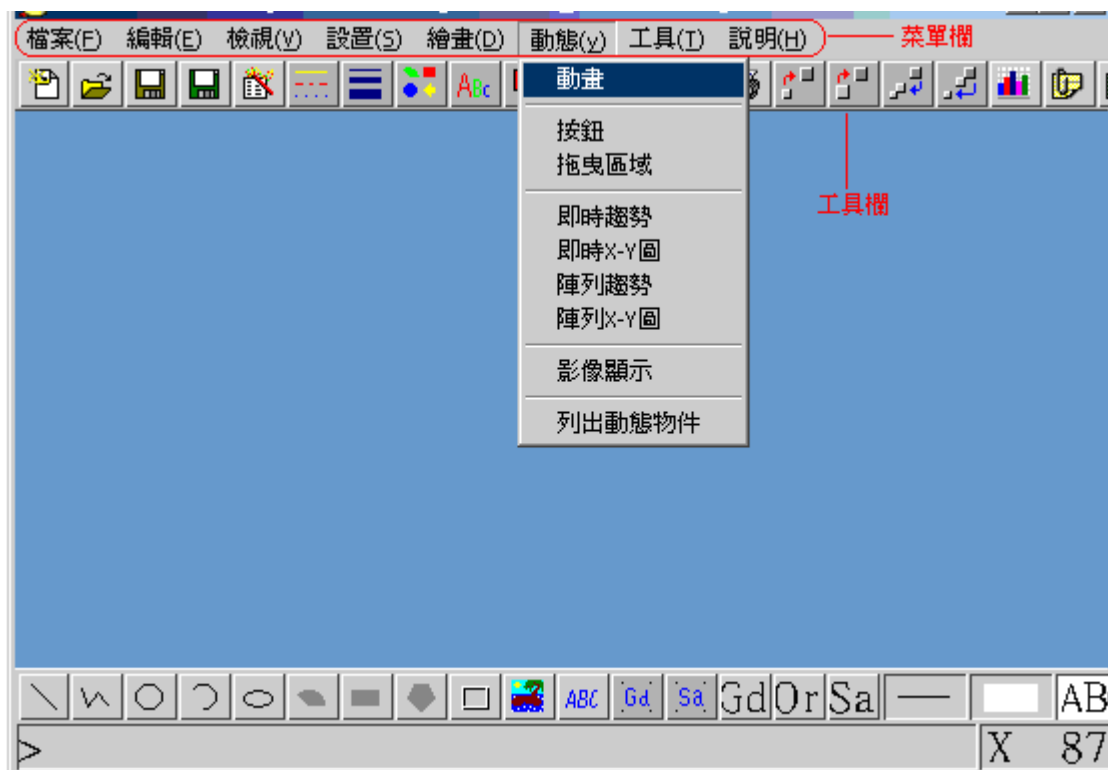 檔案(F) 編輯(E) 檢視(V) 設置(S) 繪畫(D) 動態(y) 工具(T) 說明(H) 菜單欄
ABc
動畫
按鈕
拖曳區域
工具欄
即時趨勢
即時X-Y圖
陣列趨勢
陣列X-Y圖
影像顯示
列出動態物件
ABC Gd Sa Gd Or Sa AB
> X 87